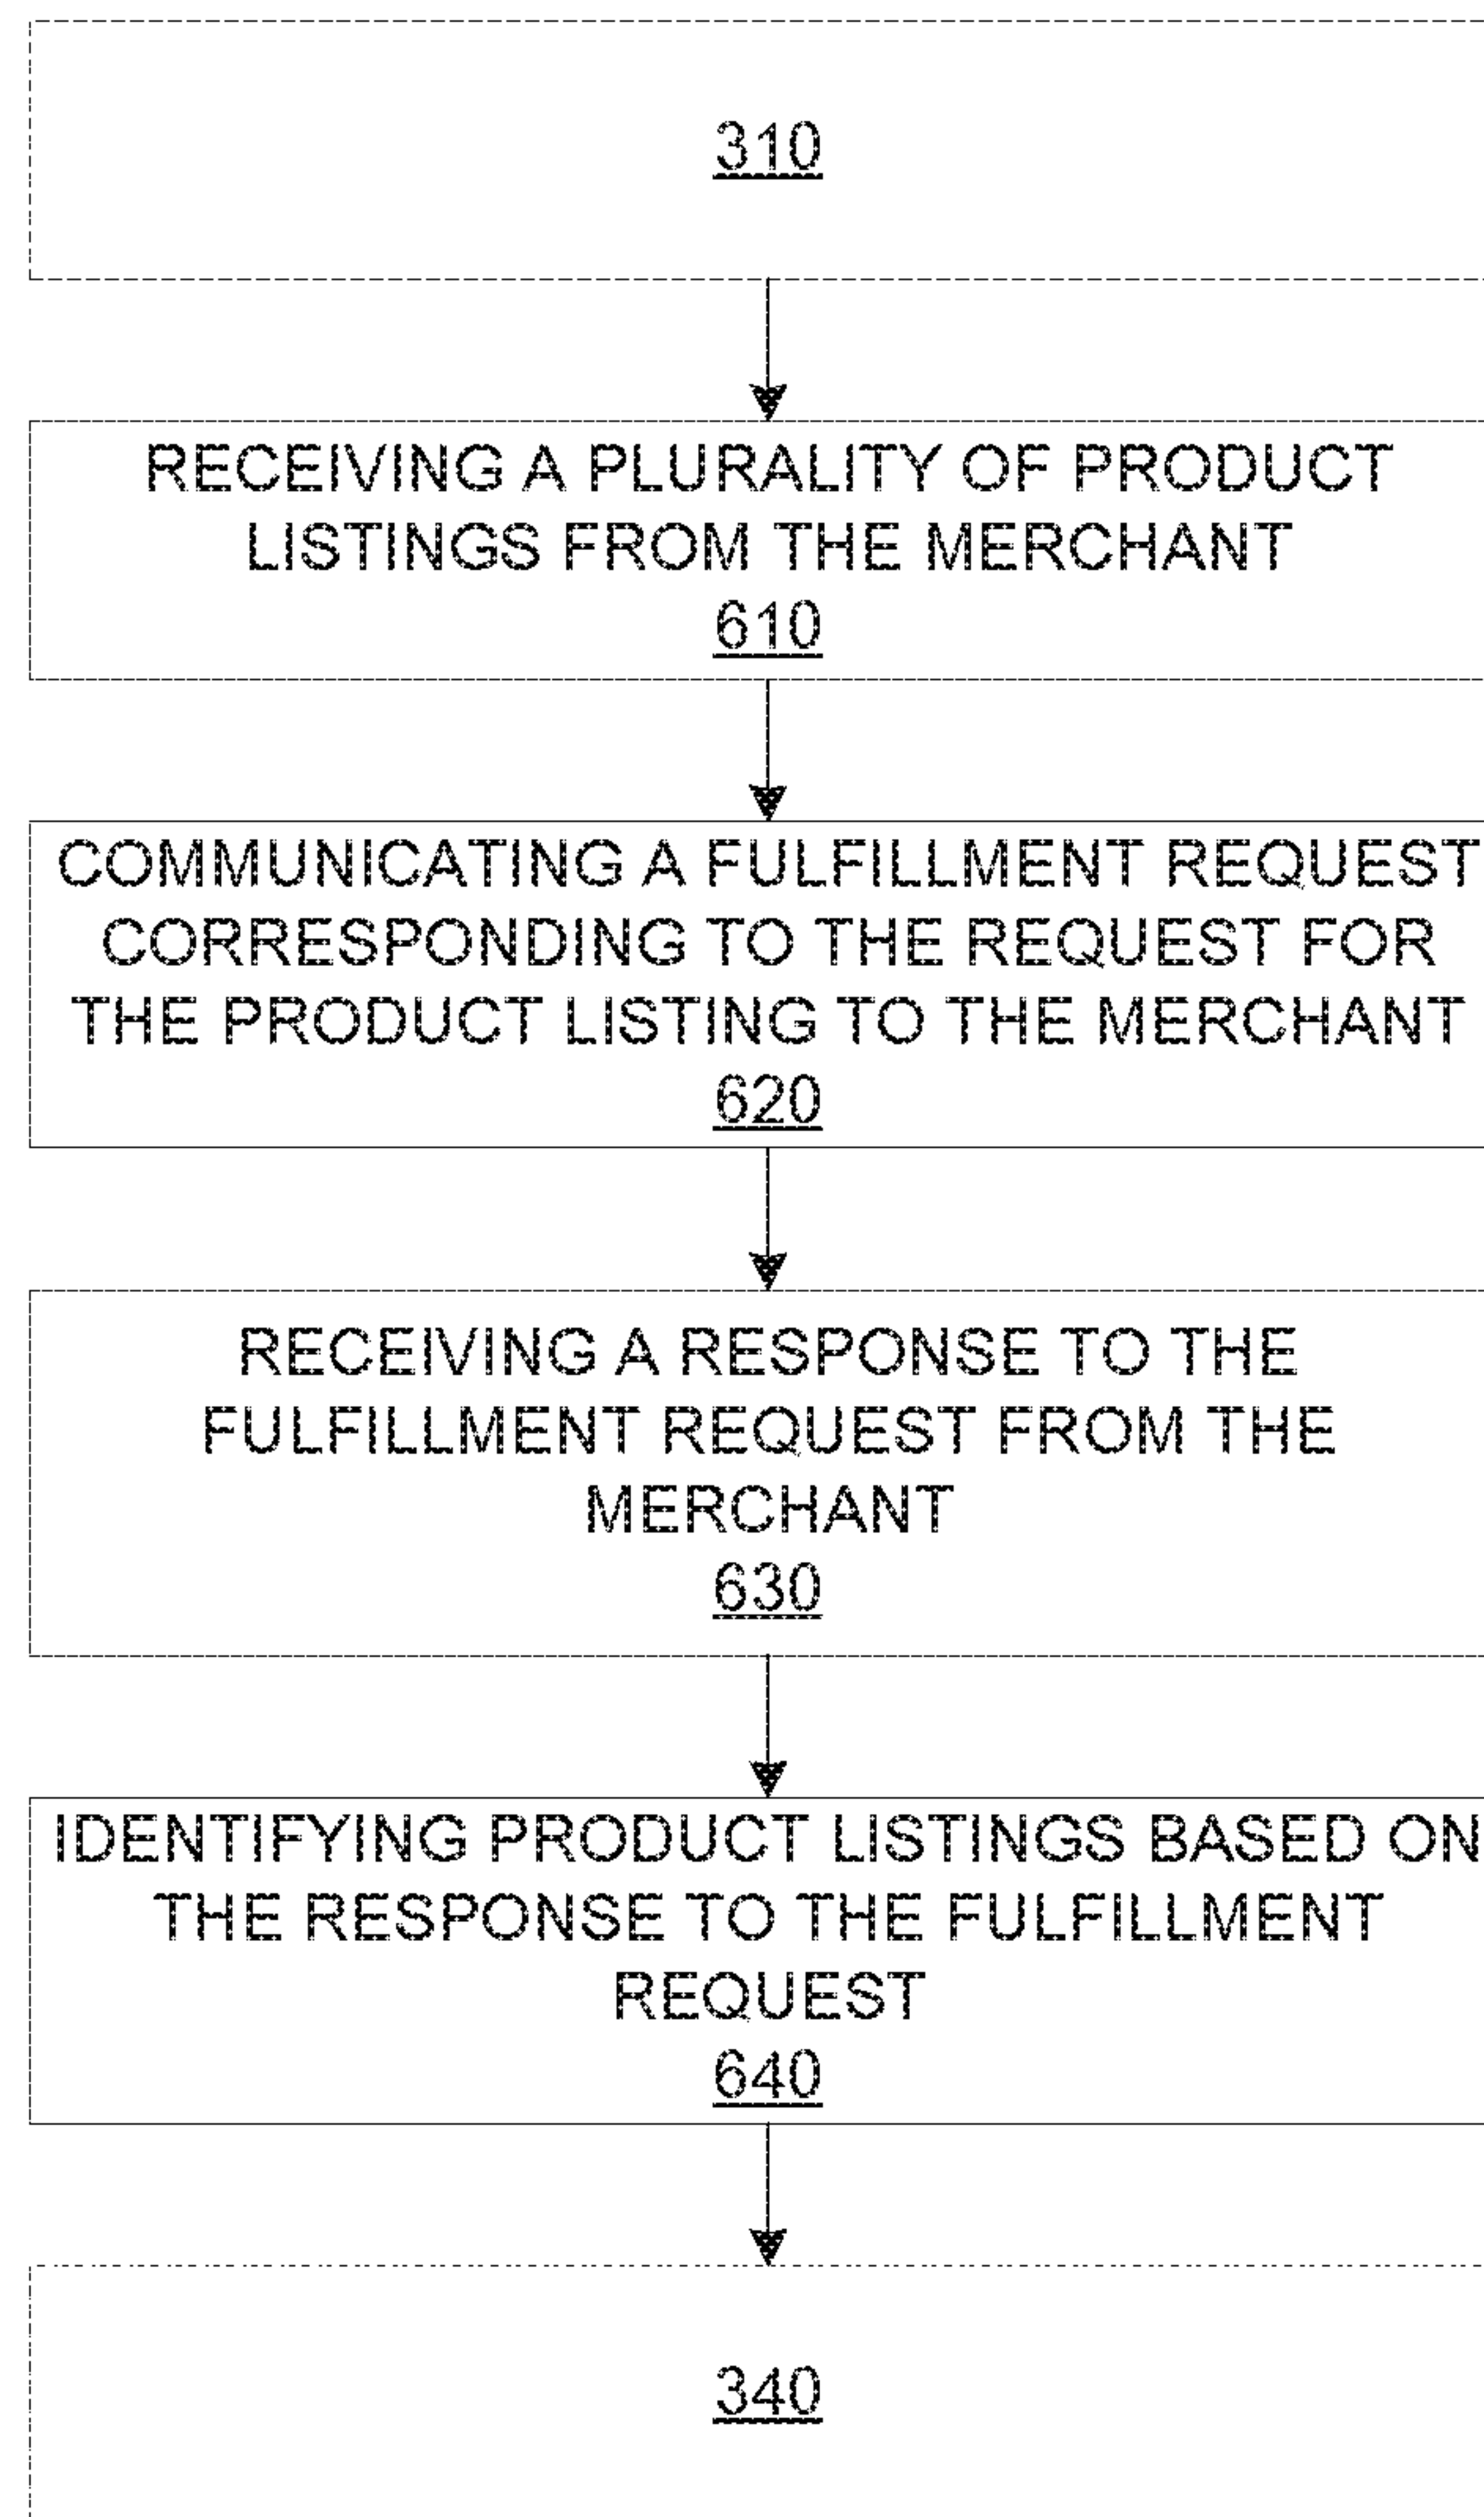 310
RECEIVING A PLURALITY OF PRODUCT
LISTINGS FROM THE MERCHANT
610
COMMUNICATING A FULFILLMENT REQUEST
CORRESPONDING TO THE REQUEST FOR
THE PRODUCT LISTING TO THE MERCHANT
620
RECEIVING A RESPONSE TO THE
FULFILLMENT REQUEST FROM THE
MERCHANT
630
IDENTIFYING PRODUCT LISTINGS BASED ON
THE RESPONSE TO THE FULFILLMENT
REQUEST
640
340